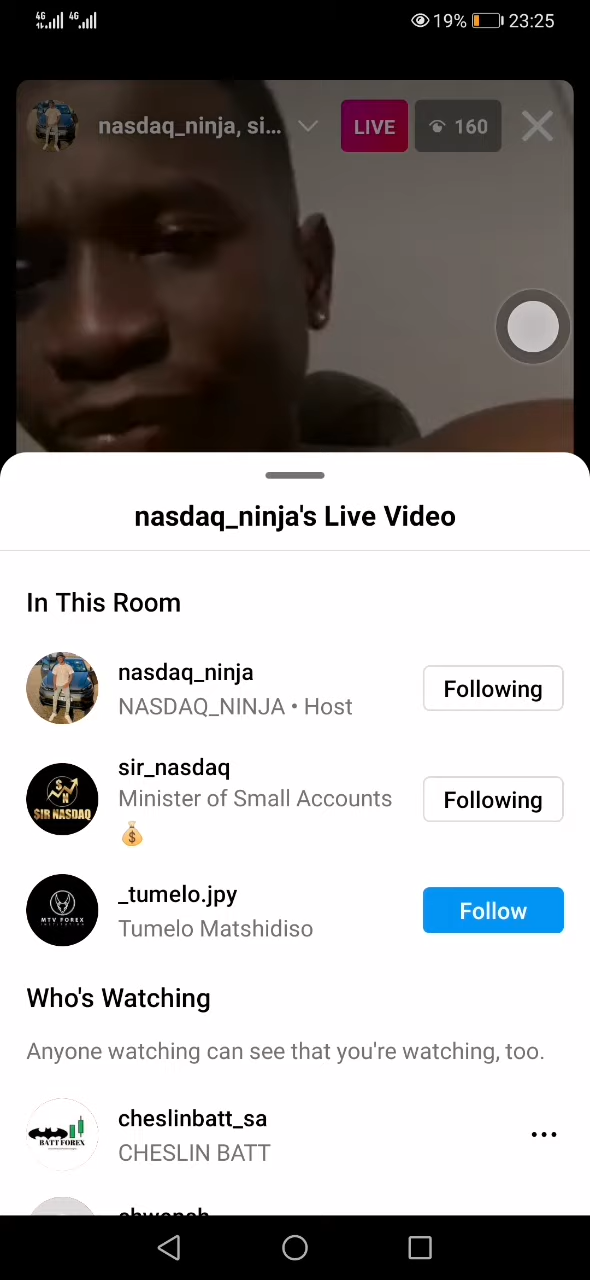 4G 4G 19% 23:25
nasdaq_ninja, si... LIVE 160
nasdaq_ninja's Live Video
In This Room
nasdaq_ninja
NASDAQ_NINJA • Host
Following
sir_nasdaq
Minister of Small Accounts
💰
Following
SIR NASDAQ
_tumelo.jpy
Tumelo Matshidiso
Follow
MTV FOREX
Who's Watching
Anyone watching can see that you're watching, too.
cheslinbatt_sa
CHESLIN BATT
BATT FOREX